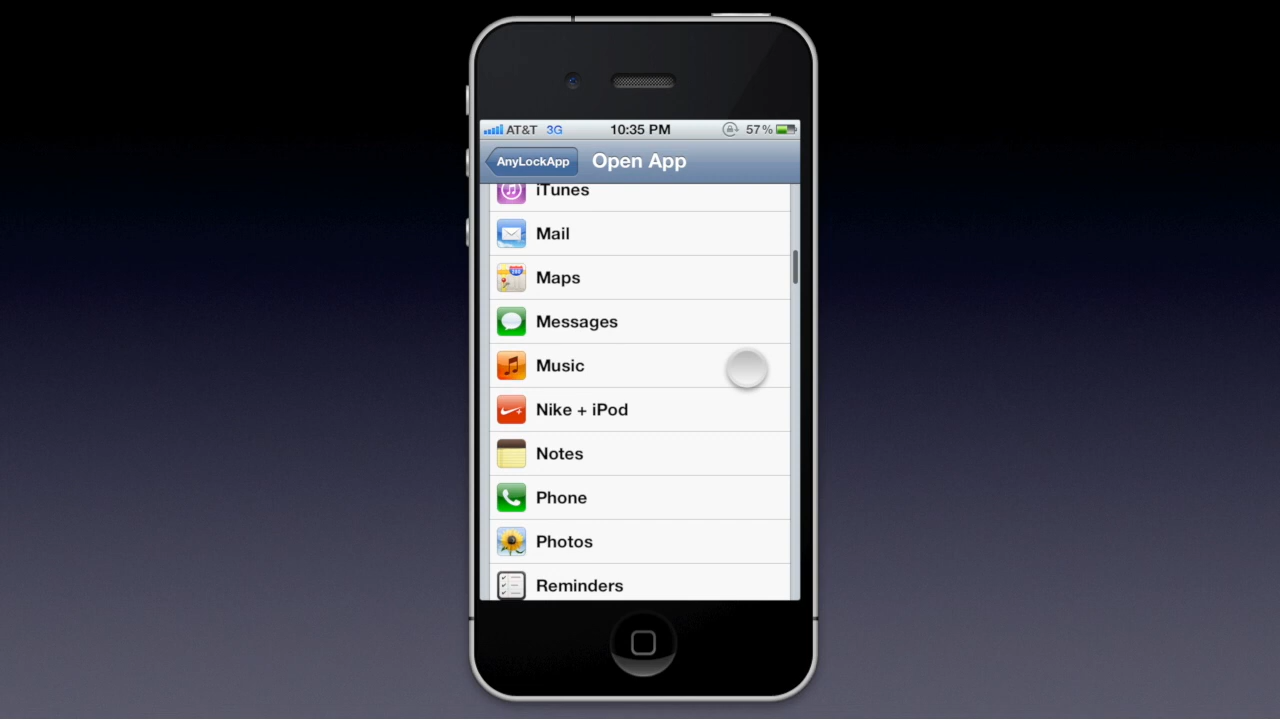 AT&T 3G 10:35 PM 57%
AnyLockApp Open App
iTunes
Mail
Maps
Messages
Music
Nike + iPod
Notes
Phone
Photos
Reminders